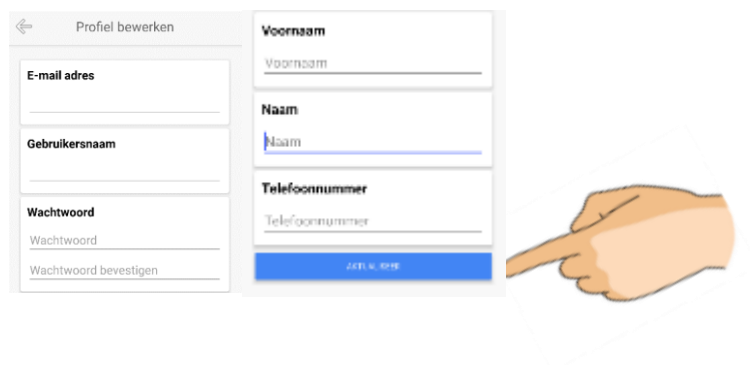 Profiel bewerken
E-mail adres
Gebruikersnaam
Wachtwoord
Wachtwoord
Wachtwoord bevestigen
Voornaam
Voornaam
Naam
Naam
Telefoonnummer
Telefoonnummer